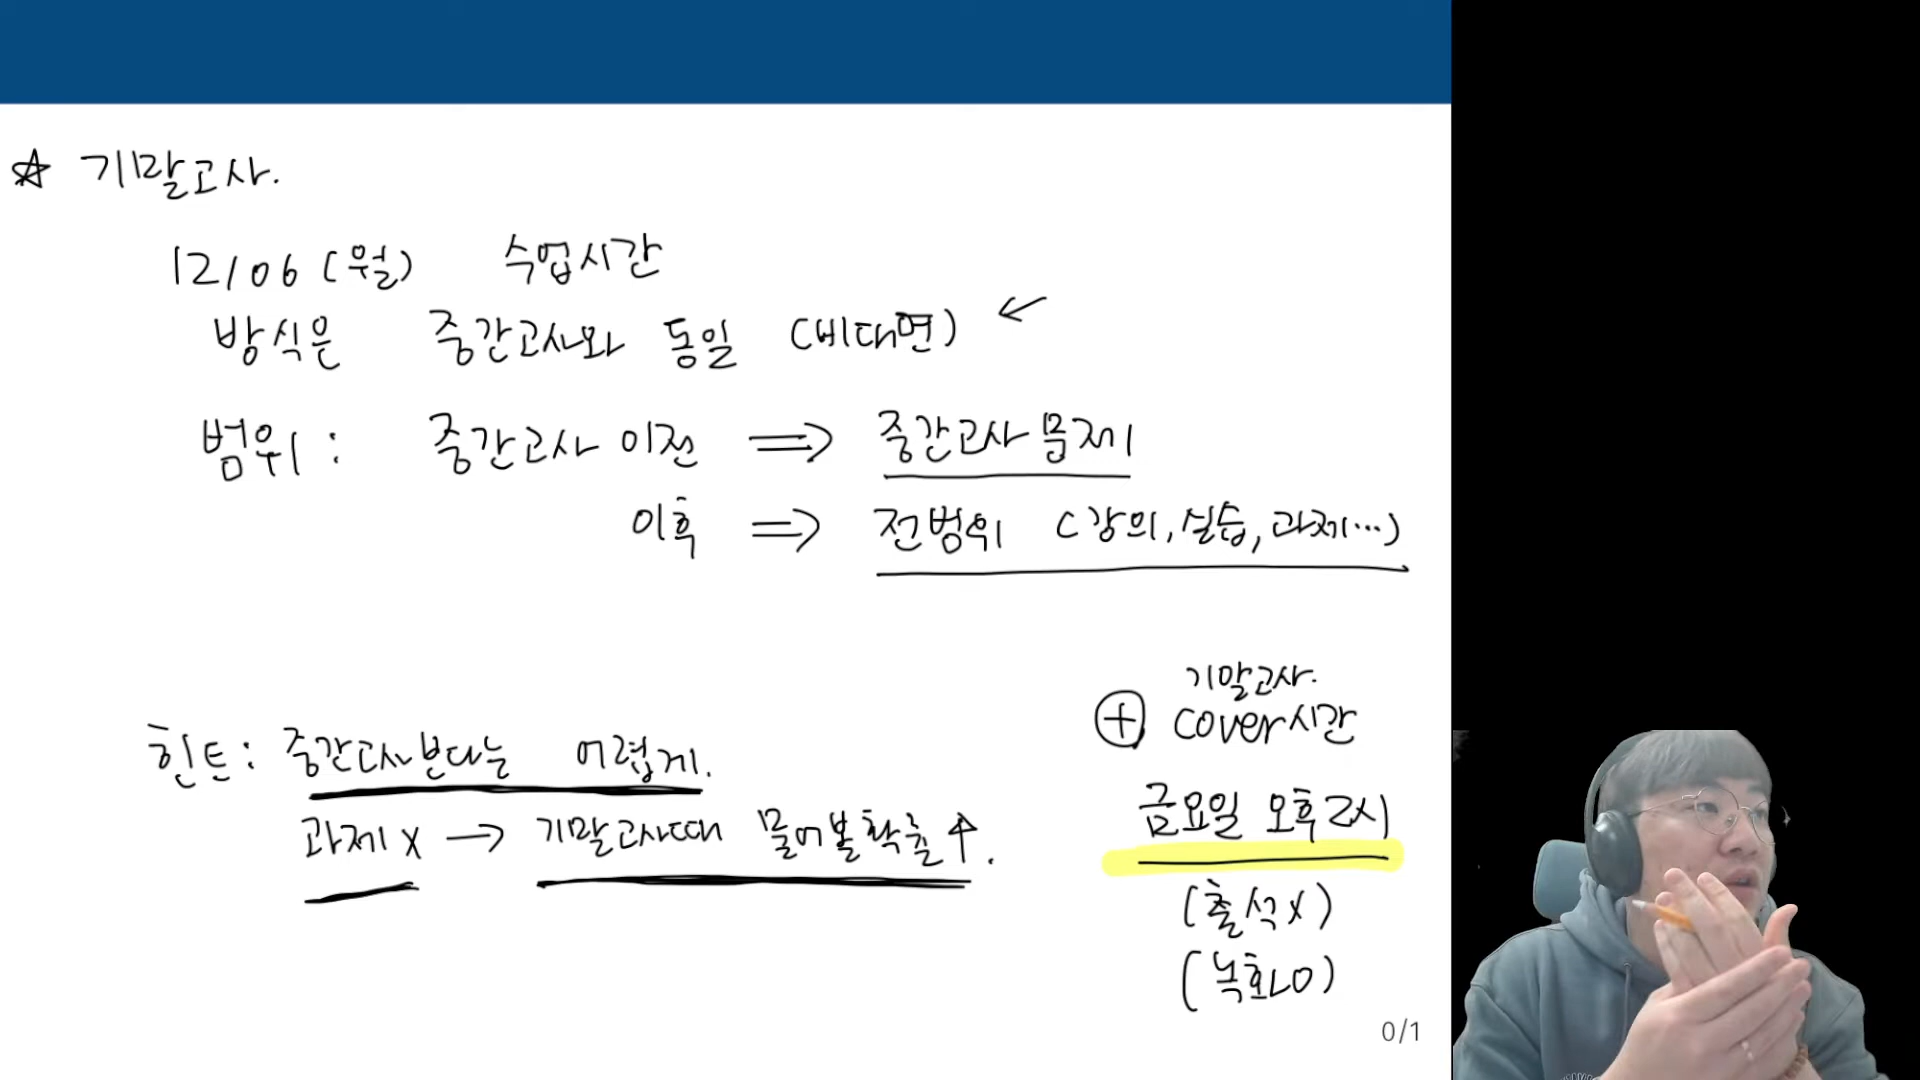 ☆ 기말고사.
12/06 (월) 수업시간
방식은 중간고사와 동일 (비대면) ←
범위 : 중간고사 이전 ⇒ 중간고사 문제
이후 ⇒ 전범위 (강의, 실습, 과제...)
힌트 : 중간고사보다는 어렵게.
과제 x → 기말고사때 물어볼 확률 ↑.
기말고사.
⊕ cover시간
금요일 오후 2시
(출석x)
(녹화O)
0/1